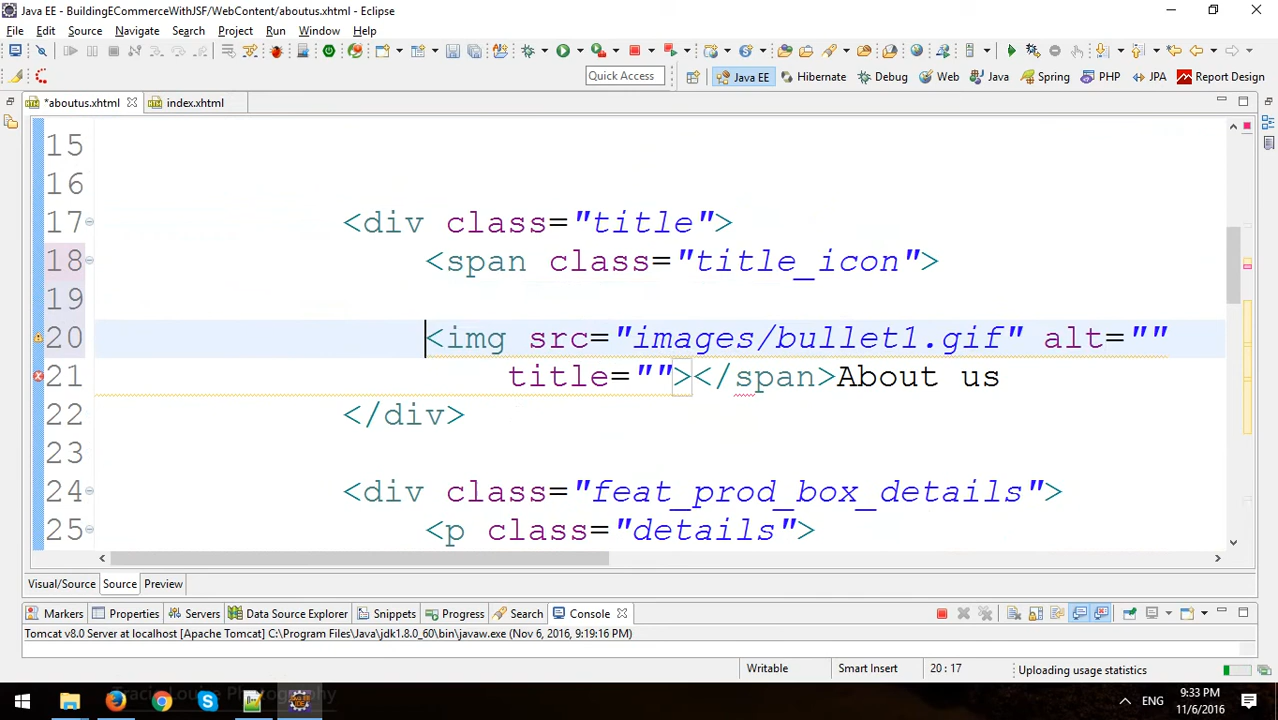 Java EE - BuildingECommerceWithJSF/WebContent/aboutus.xhtml - Eclipse
File Edit Source Navigate Search Project Run Window Help
Quick Access Java EE Hibernate Debug Web Java Spring PHP JPA Report Design
*aboutus.xhtml index.xhtml
15
16
17 <div class="title">
18 <span class="title_icon">
19
20 <img src="images/bullet1.gif" alt=""
21 title=""></span>About us
22 </div>
23
24 <div class="feat_prod_box_details">
25 <p class="details">
Visual/Source Source Preview
Markers Properties Servers Data Source Explorer Snippets Progress Search Console
Tomcat v8.0 Server at localhost [Apache Tomcat] C:\Program Files\Java\jdk1.8.0_60\bin\javaw.exe (Nov 6, 2016, 9:19:16 PM)
Writable Smart Insert 20 : 17 Uploading usage statistics
Photography
ENG 9:33 PM
11/6/2016